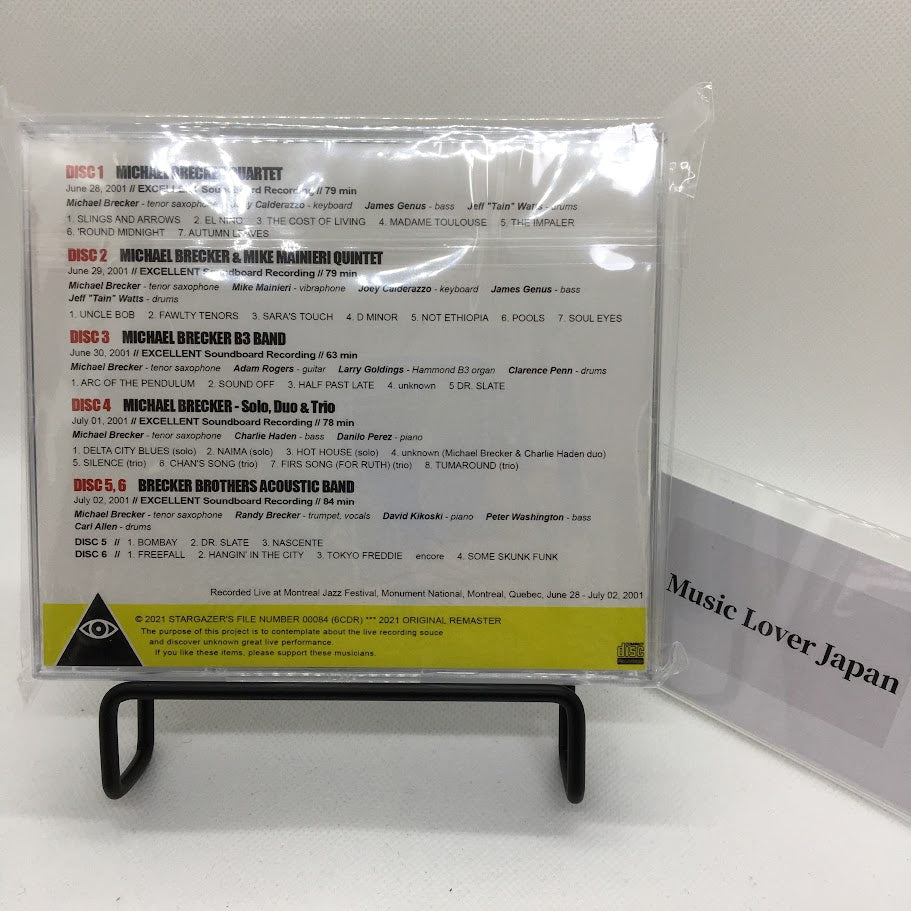 DISC 1 MICHAEL BRECKER QUARTET
June 28, 2001 // EXCELLENT Soundboard Recording // 79 min
Michael Brecker - tenor saxophone Joey Calderazzo - keyboard James Genus - bass Jeff "Tain" Watts - drums
1. SLINGS AND ARROWS 2. EL NINO 3. THE COST OF LIVING 4. MADAME TOULOUSE 5. THE IMPALER
6. 'ROUND MIDNIGHT 7. AUTUMN LEAVES
DISC 2 MICHAEL BRECKER & MIKE MAINIERI QUINTET
June 29, 2001 // EXCELLENT Soundboard Recording // 79 min
Michael Brecker - tenor saxophone Mike Mainieri - vibraphone Joey Calderazzo - keyboard James Genus - bass
Jeff "Tain" Watts - drums
1. UNCLE BOB 2. FAWLTY TENORS 3. SARA'S TOUCH 4. D MINOR 5. NOT ETHIOPIA 6. POOLS 7. SOUL EYES
DISC 3 MICHAEL BRECKER B3 BAND
June 30, 2001 // EXCELLENT Soundboard Recording // 63 min
Michael Brecker - tenor saxophone Adam Rogers - guitar Larry Goldings - Hammond B3 organ Clarence Penn - drums
1. ARC OF THE PENDULUM 2. SOUND OFF 3. HALF PAST LATE 4. unknown 5 DR. SLATE
DISC 4 MICHAEL BRECKER - Solo, Duo & Trio
July 01, 2001 // EXCELLENT Soundboard Recording // 78 min
Michael Brecker - tenor saxophone Charlie Haden - bass Danilo Perez - piano
1. DELTA CITY BLUES (solo) 2. NAIMA (solo) 3. HOT HOUSE (solo) 4. unknown (Michael Brecker & Charlie Haden duo)
5. SILENCE (trio) 6 CHAN'S SONG (trio) 7. FIRS SONG (FOR RUTH) (trio) 8. TUMAROUND (trio)
DISC 5, 6 BRECKER BROTHERS ACOUSTIC BAND
July 02, 2001 // EXCELLENT Soundboard Recording // 84 min
Michael Brecker - tenor saxophone Randy Brecker - trumpet, vocals David Kikoski - piano Peter Washington - bass
Carl Allen - drums
DISC 5 // 1. BOMBAY 2. DR. SLATE 3. NASCENTE
DISC 6 // 1. FREEFALL 2. HANGIN' IN THE CITY 3. TOKYO FREDDIE encore 4. SOME SKUNK FUNK
Recorded Live at Montreal Jazz Festival, Monument National, Montreal, Quebec, June 28 - July 02, 2001
© 2021 STARGAZER'S FILE NUMBER 00084 (6CDR) *** 2021 ORIGINAL REMASTER
The purpose of this project is to contemplate about the live recording souce
and discover unknown great live performance.
If you like these items, please support these musicians.
disc
Music Lover Japan